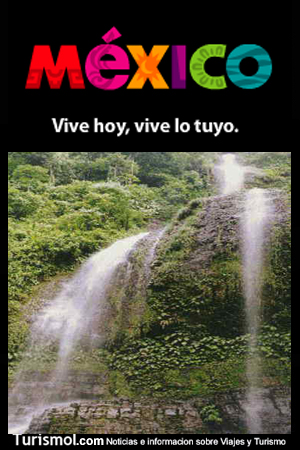 México
Vive hoy, vive lo tuyo.
Turismol.com Noticias e informacion sobre Viajes y Turismo